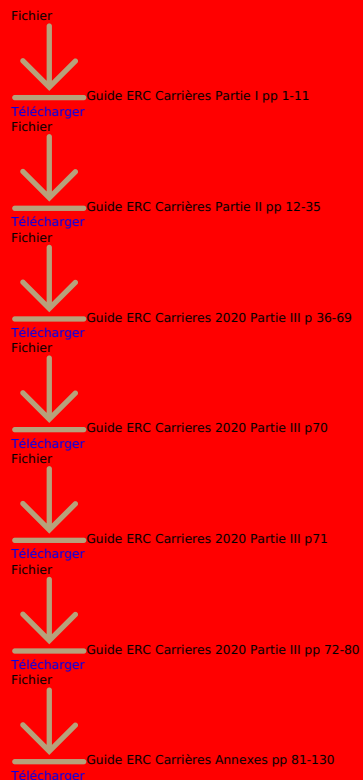 Fichier
Guide ERC Carrières Partie I pp 1-11
Télécharger
Fichier
Guide ERC Carrières Partie II pp 12-35
Télécharger
Fichier
Guide ERC Carrieres 2020 Partie III p 36-69
Télécharger
Fichier
Guide ERC Carrieres 2020 Partie III p70
Télécharger
Fichier
Guide ERC Carrieres 2020 Partie III p71
Télécharger
Fichier
Guide ERC Carrieres 2020 Partie III pp 72-80
Télécharger
Fichier
Guide ERC Carrières Annexes pp 81-130
Télécharger